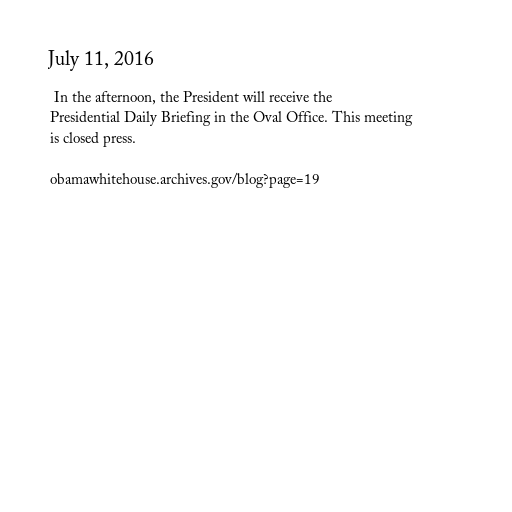 July 11, 2016
In the afternoon, the President will receive the
Presidential Daily Briefing in the Oval Office. This meeting
is closed press.
obamawhitehouse.archives.gov/blog?page=19